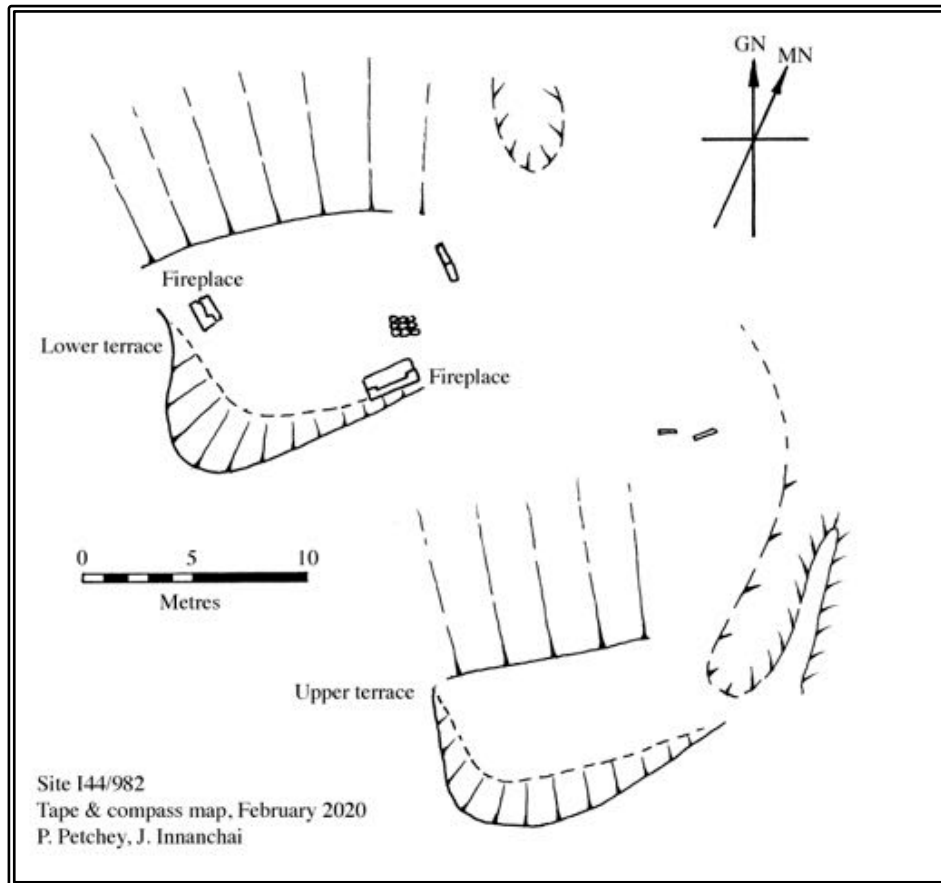 GN
MN
Fireplace
Lower terrace
Fireplace
0 5 10
Metres
Upper terrace
Site I44/982
Tape & compass map, February 2020
P. Petchey, J. Innanchai